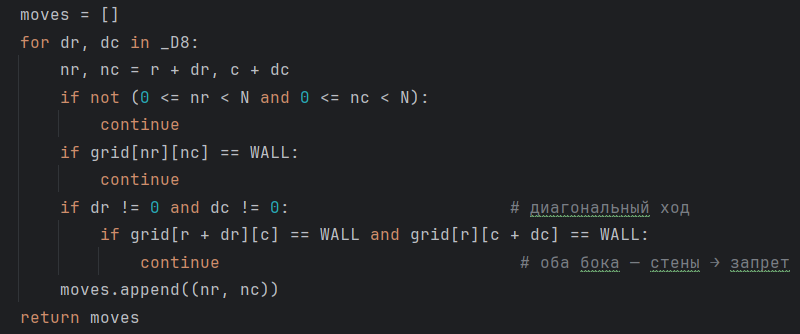 moves = []
for dr, dc in _D8:
    nr, nc = r + dr, c + dc
    if not (0 <= nr < N and 0 <= nc < N):
        continue
    if grid[nr][nc] == WALL:
        continue
    if dr != 0 and dc != 0:                      # диагональный ход
        if grid[r + dr][c] == WALL and grid[r][c + dc] == WALL:
            continue                              # оба бока — стены → запрет
    moves.append((nr, nc))
return moves